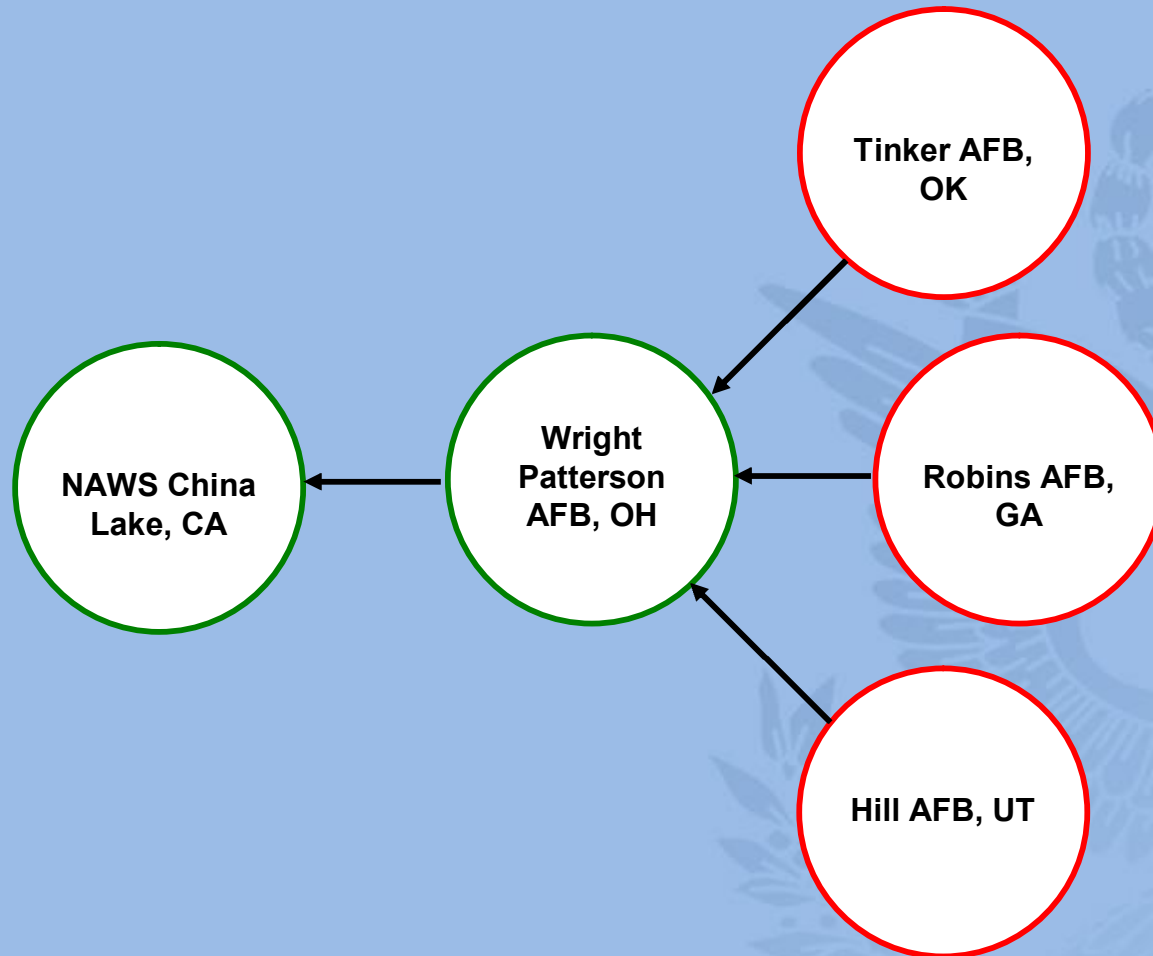 Tinker AFB,
OK
NAWS China
Lake, CA
Wright
Patterson
AFB, OH
Robins AFB,
GA
Hill AFB, UT